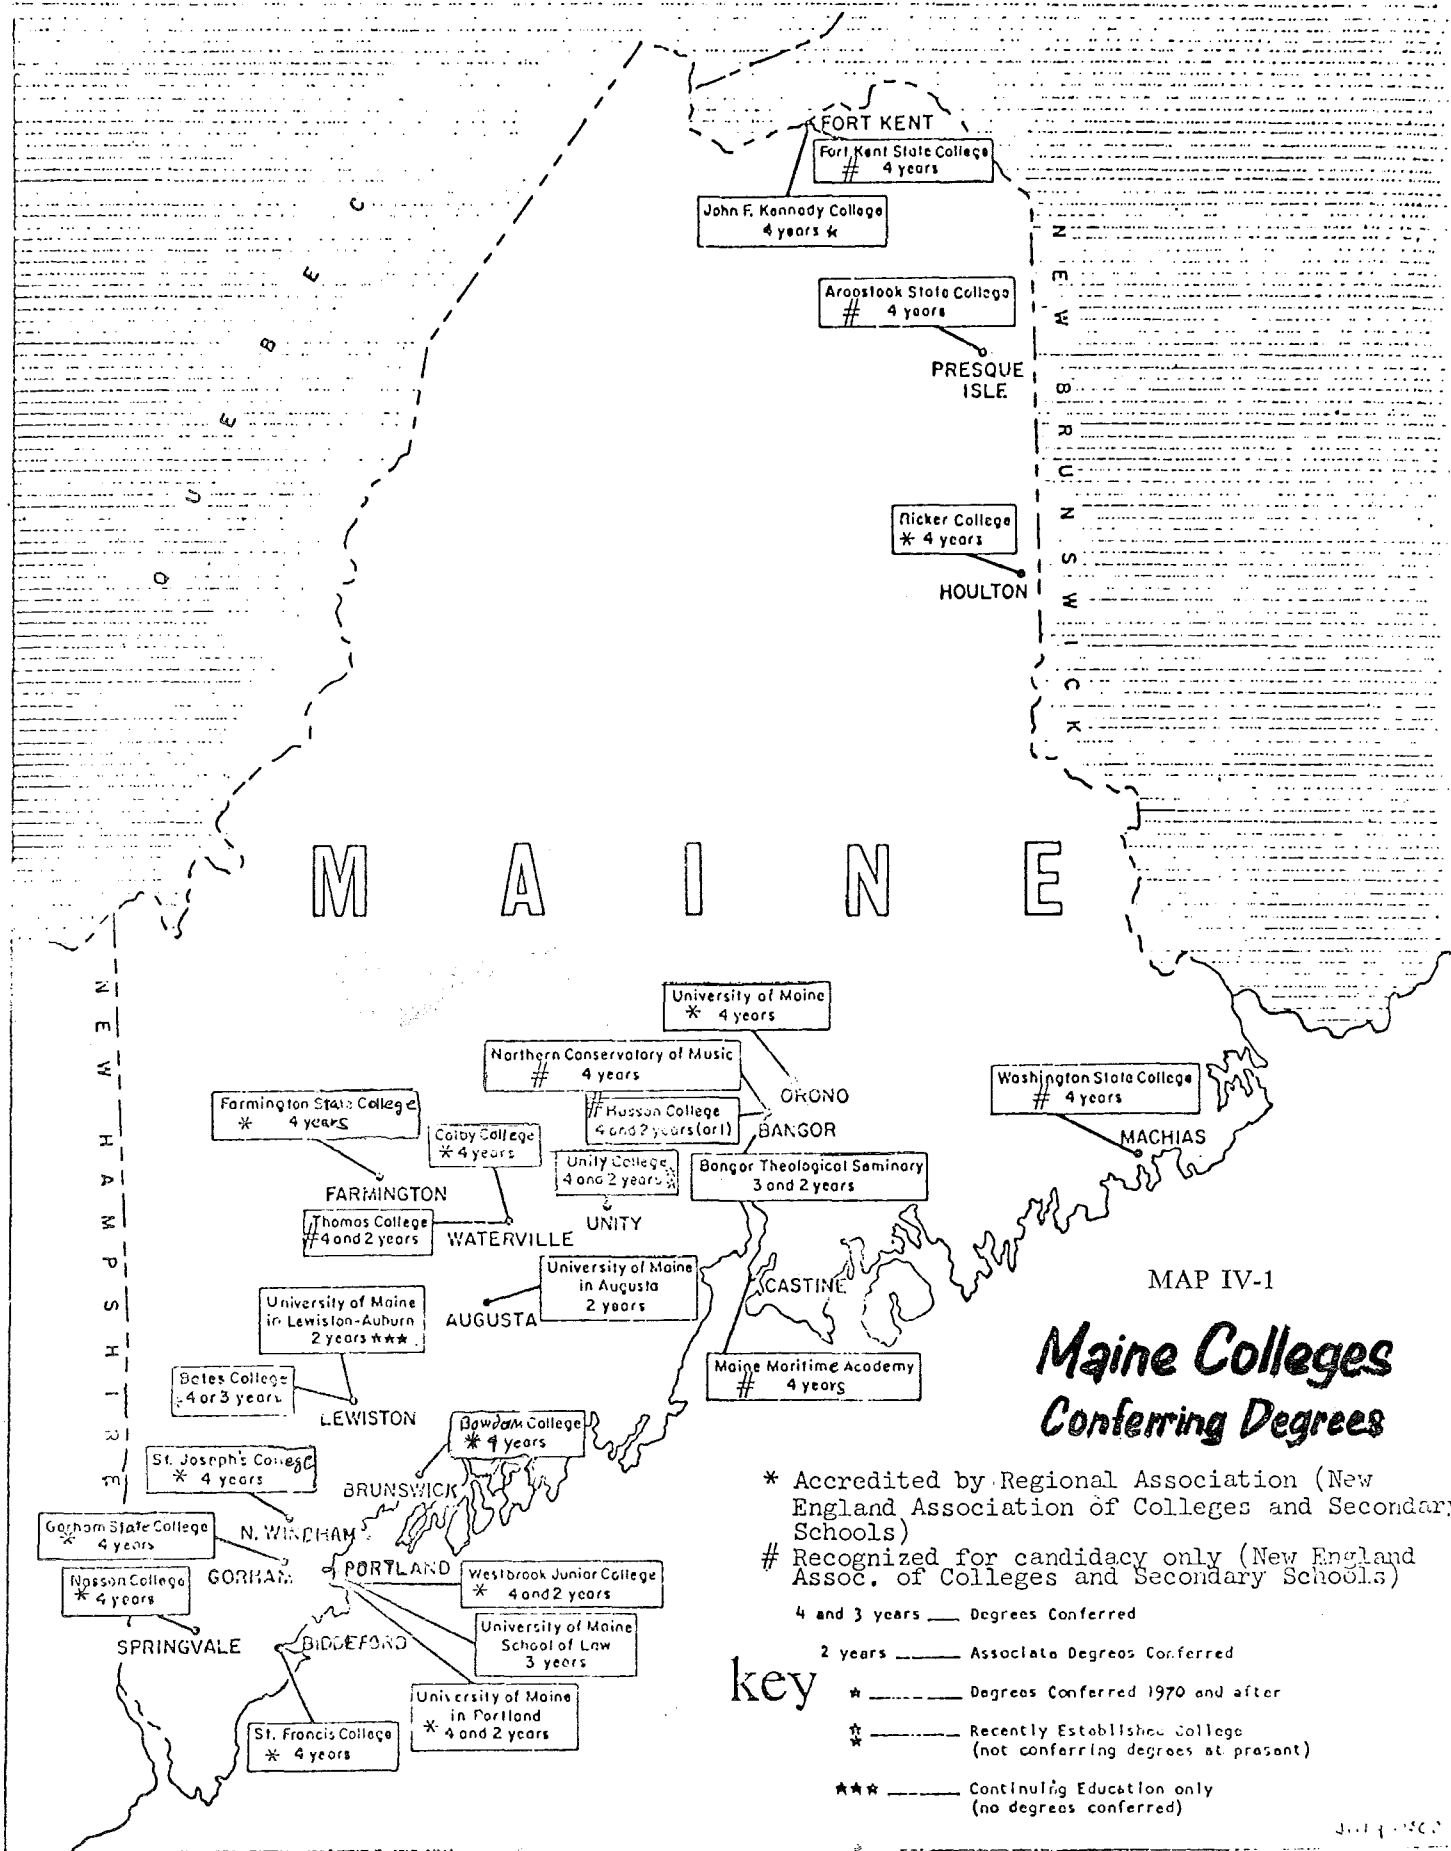 QUEBEC
FORT KENT
Fort Kent State College
# 4 years
John F. Kennedy College
4 years ★
NEW BRUNSWICK
Aroostook State College
# 4 years
PRESQUE
ISLE
Ricker College
* 4 years
HOULTON
MAINE
NEW HAMPSHIRE
University of Maine
* 4 years
ORONO
Northern Conservatory of Music
# 4 years
# Husson College
4 and 2 years (art)
BANGOR
Bangor Theological Seminary
3 and 2 years
Washington State College
# 4 years
MACHIAS
Farmington State College
* 4 years
FARMINGTON
Colby College
* 4 years
Unity College
4 and 2 years ☆☆
UNITY
Thomas College
# 4 and 2 years
WATERVILLE
University of Maine
in Augusta
2 years
AUGUSTA
CASTINE
Maine Maritime Academy
# 4 years
University of Maine
in Lewiston-Auburn
2 years ★★★
Bates College
4 or 3 years
LEWISTON
Bowdoin College
* 4 years
BRUNSWICK
St. Joseph's College
* 4 years
N. WINDHAM
Gorham State College
* 4 years
GORHAM
PORTLAND
Westbrook Junior College
* 4 and 2 years
Nasson College
* 4 years
SPRINGVALE
BIDDEFORD
University of Maine
School of Law
3 years
University of Maine
in Portland
* 4 and 2 years
St. Francis College
* 4 years
MAP IV-1
Maine Colleges
Conferring Degrees
* Accredited by Regional Association (New
England Association of Colleges and Secondary
Schools)
# Recognized for candidacy only (New England
Assoc. of Colleges and Secondary Schools)
key
4 and 3 years ___ Degrees Conferred
2 years ___ Associate Degrees Conferred
★ ___ Degrees Conferred 1970 and after
☆★ ___ Recently Established College
(not conferring degrees at present)
★★★ ___ Continuing Education only
(no degrees conferred)